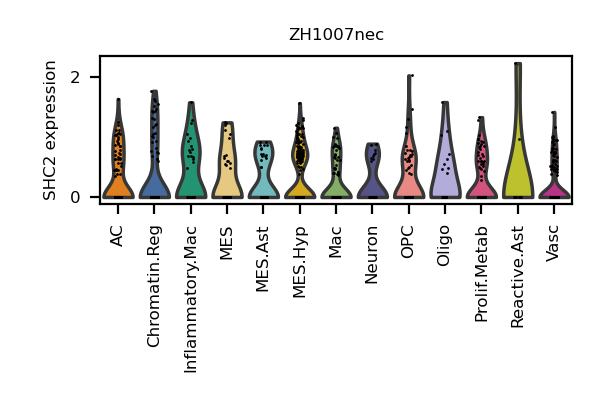 ZH1007nec
SHC2 expression
2
0
AC
Chromatin.Reg
Inflammatory.Mac
MES
MES.Ast
MES.Hyp
Mac
Neuron
OPC
Oligo
Prolif.Metab
Reactive.Ast
Vasc